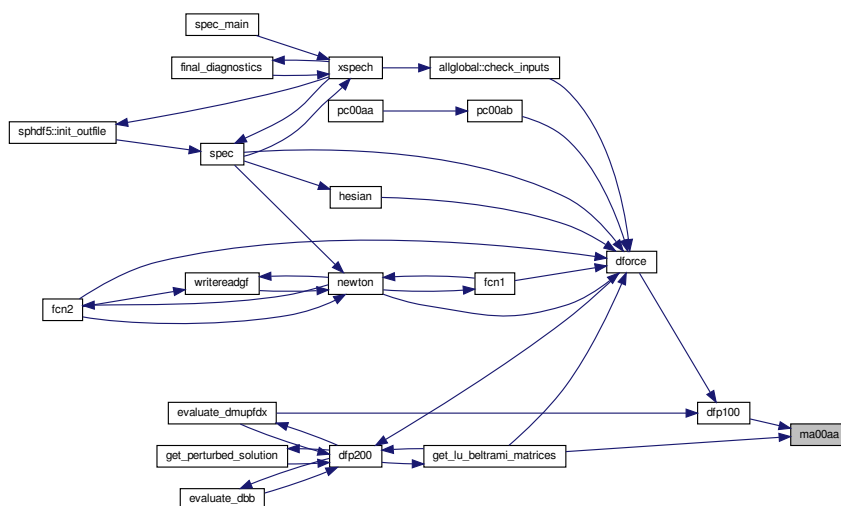 spec_main
final_diagnostics
xspech
allglobal::check_inputs
pc00aa
pc00ab
sphdf5::init_outfile
spec
hesian
dforce
writereadgf
newton
fcn1
fcn2
evaluate_dmupfdx
dfp100
ma00aa
get_perturbed_solution
dfp200
get_lu_beltrami_matrices
evaluate_dbb